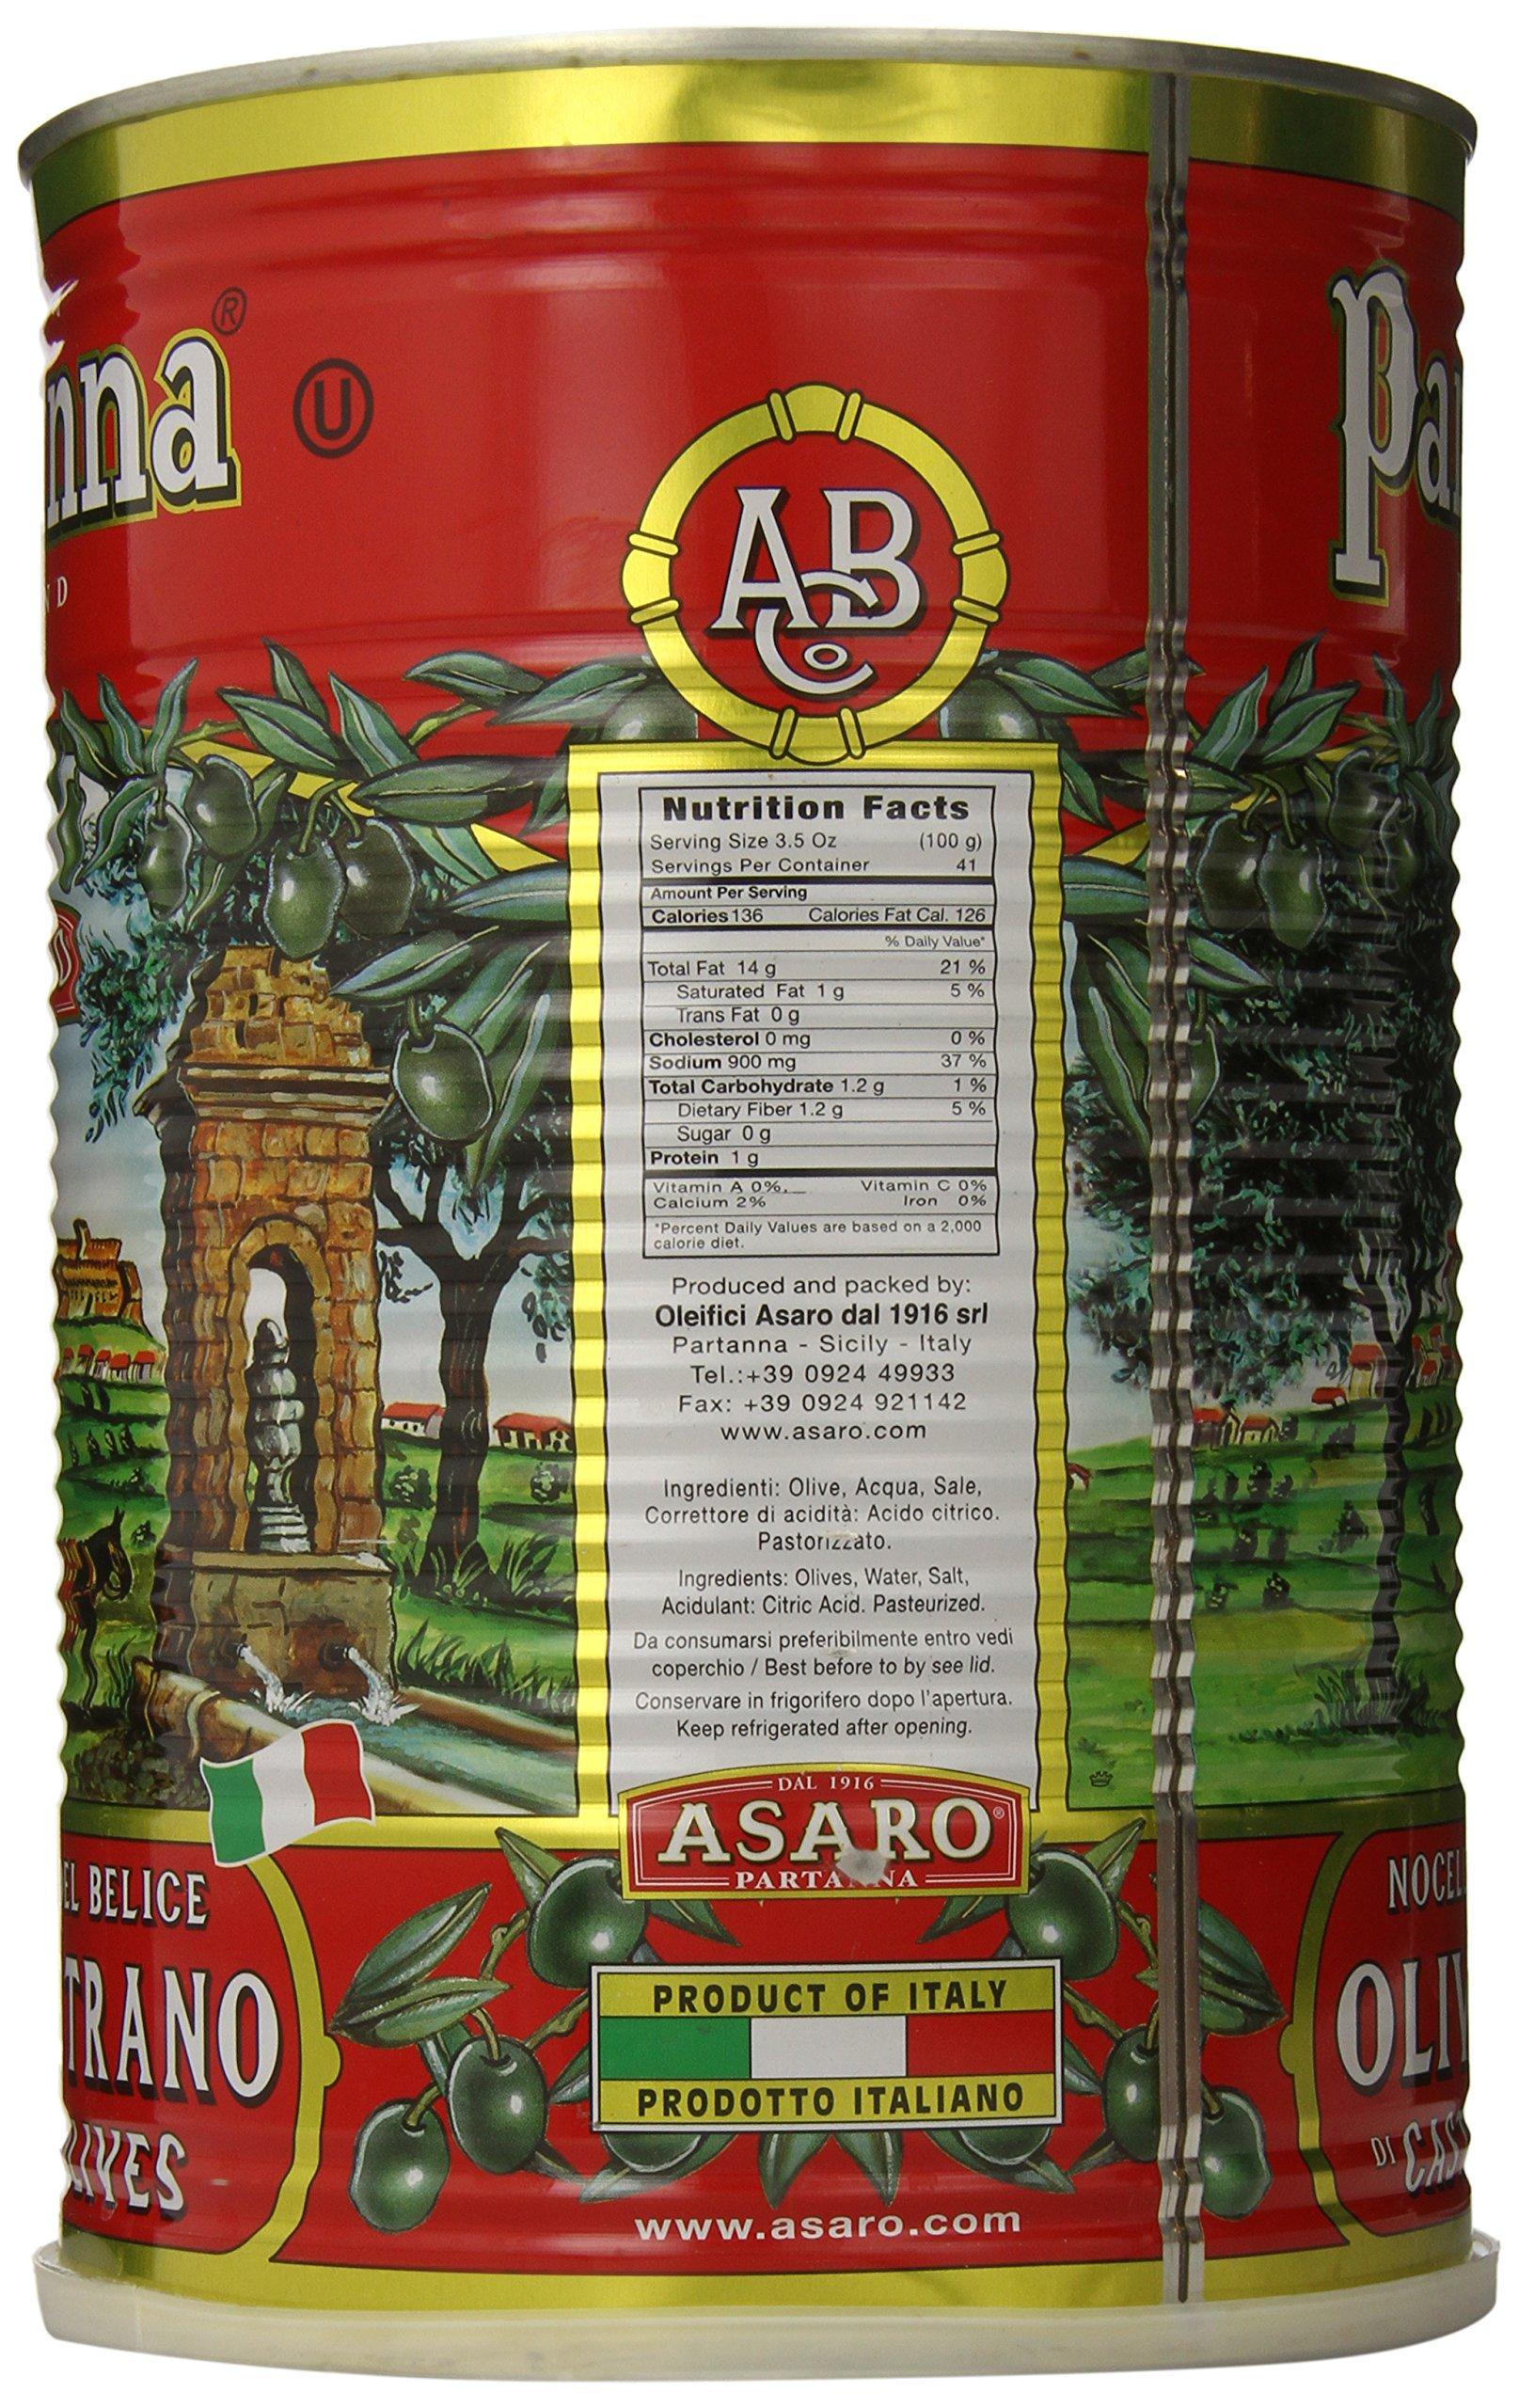 nna®
U
ND
Pa
ABCo
Nutrition Facts
Serving Size 3.5 Oz (100 g)
Servings Per Container 41
Amount Per Serving
Calories 136 Calories Fat Cal. 126
% Daily Value*
Total Fat 14 g 21 %
Saturated Fat 1 g 5 %
Trans Fat 0 g
Cholesterol 0 mg 0 %
Sodium 900 mg 37 %
Total Carbohydrate 1.2 g 1 %
Dietary Fiber 1.2 g 5 %
Sugar 0 g
Protein 1 g
Vitamin A 0% Vitamin C 0%
Calcium 2% Iron 0%
*Percent Daily Values are based on a 2,000
calorie diet.
Produced and packed by:
Oleifici Asaro dal 1916 srl
Partanna - Sicily - Italy
Tel.:+39 0924 49933
Fax: +39 0924 921142
www.asaro.com
Ingredienti: Olive, Acqua, Sale,
Correttore di acidità: Acido citrico.
Pastorizzato.
Ingredients: Olives, Water, Salt,
Acidulant: Citric Acid. Pasteurized.
Da consumarsi preferibilmente entro vedi
coperchio / Best before to by see lid.
Conservare in frigorifero dopo l'apertura.
Keep refrigerated after opening.
DAL 1916
ASARO®
PARTANNA
EL BELICE
TRANO
LIVES
NOCEL
OLIV
DI CAS
PRODUCT OF ITALY
PRODOTTO ITALIANO
www.asaro.com